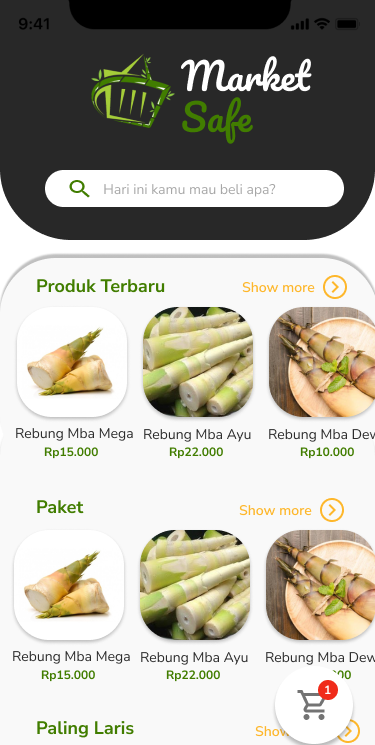 9:41
Market
Safe
Hari ini kamu mau beli apa?
Produk Terbaru
Show more
Rebung Mba Mega
Rebung Mba Ayu
Rebung Mba Dew
Rp15.000
Rp22.000
Rp10.000
Paket
Show more
Rebung Mba Mega
Rebung Mba Ayu
Rebung Mba Dew
Rp15.000
Rp22.000
000
1
Paling Laris
Show